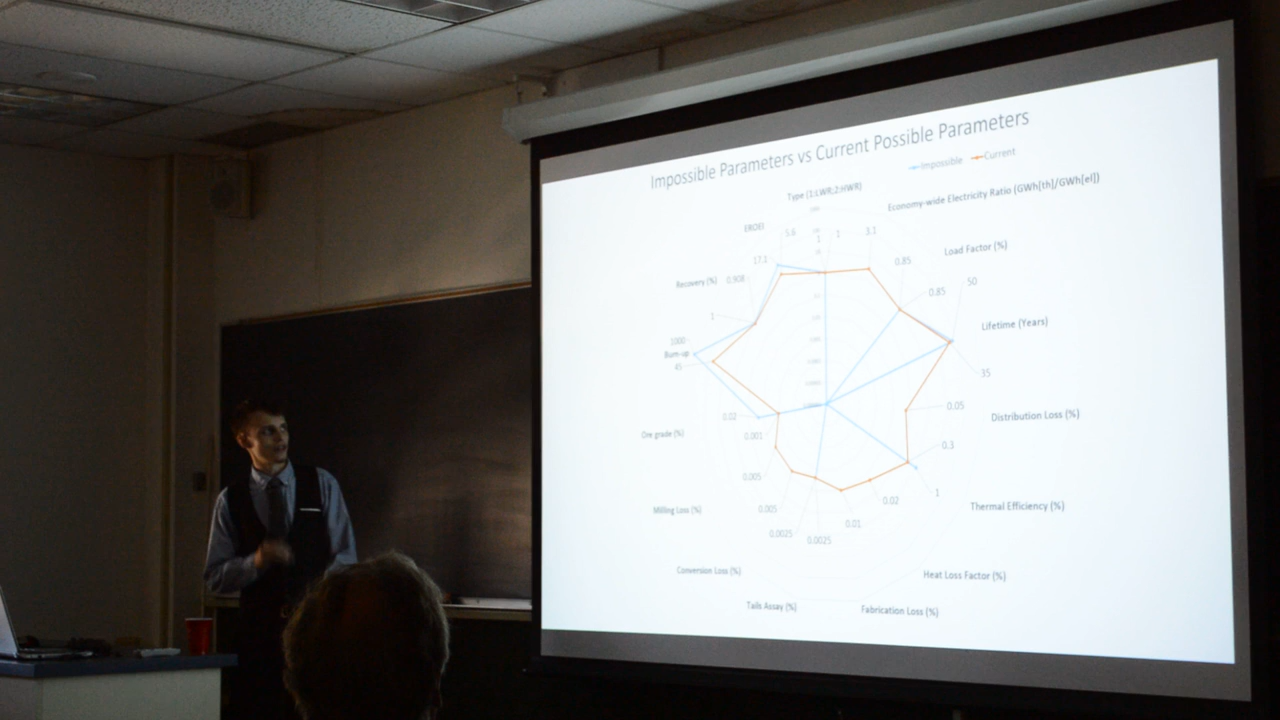 Impossible Parameters vs Current Possible Parameters
Impossible Current
Type (1:LWR;2:HWR)
Economy-wide Electricity Ratio (GWh[th]/GWh[el])
EROEI
5.6
1
1
3.1
Load Factor (%)
17.1
0.85
Recovery (%)
0.908
0.85
50
1
Lifetime (Years)
1000
Burn-up
45
35
0.02
0.05
Distribution Loss (%)
Ore grade (%)
0.001
0.3
0.005
0.02
1
Thermal Efficiency (%)
Milling Loss (%)
0.005
0.01
0.0025
0.0025
Conversion Loss (%)
Heat Loss Factor (%)
Tails Assay (%)
Fabrication Loss (%)